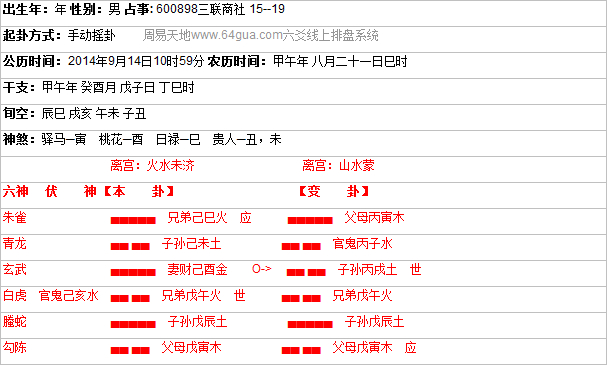 出生年：年 性别：男 占事: 600898三联商社 15--19
起卦方式：手动摇卦 周易天地www.64gua.com六爻线上排盘系统
公历时间：2014年9月14日10时59分 农历时间：甲午年 八月二十一日巳时
干支：甲午年 癸酉月 戊子日 丁巳时
旬空：辰巳 戌亥 午未 子丑
神煞：驿马─寅 桃花─酉 日禄─巳 贵人─丑，未
离宫：火水未济 离宫：山水蒙
六神 伏 神【本 卦】 【变 卦】
朱雀 兄弟己巳火 应 父母丙寅木
青龙 子孙己未土 官鬼丙子水
玄武 妻财己酉金 O-> 子孙丙戌土 世
白虎 官鬼己亥水 兄弟戊午火 世 兄弟戊午火
螣蛇 子孙戊辰土 子孙戊辰土
勾陈 父母戊寅木 父母戊寅木 应